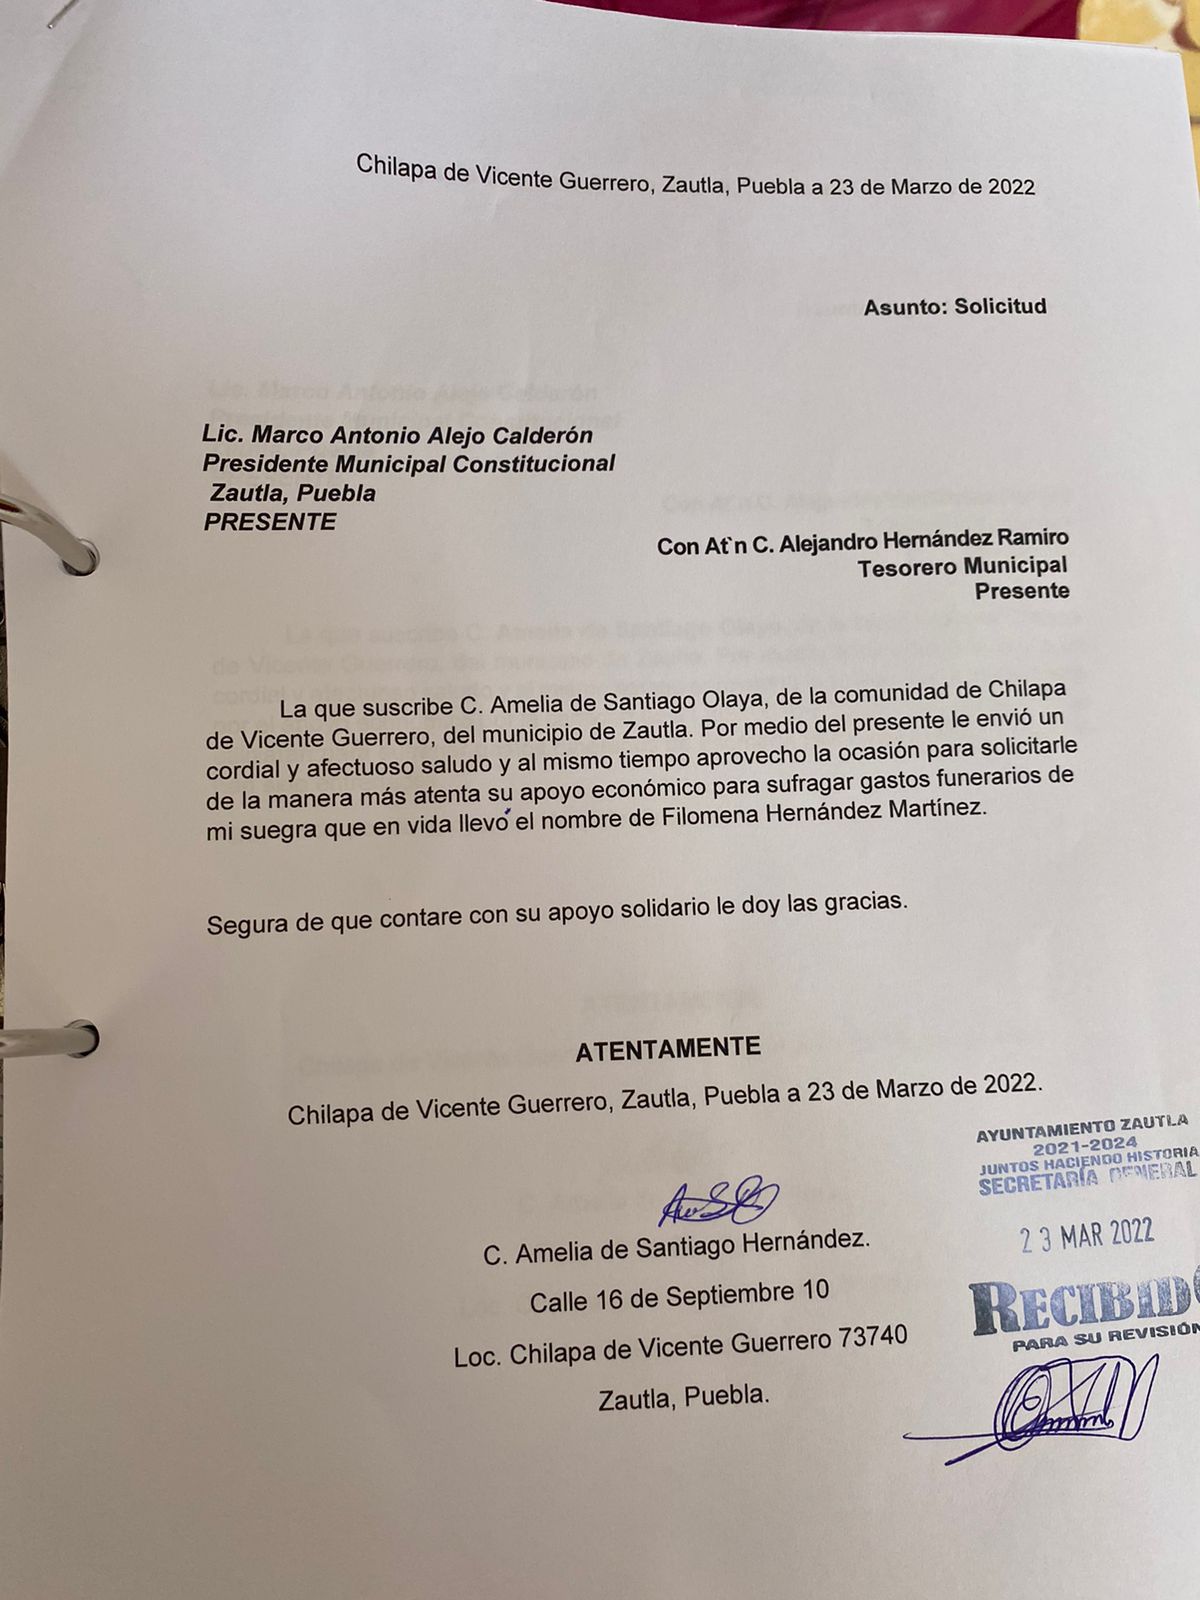 Chilapa de Vicente Guerrero, Zautla, Puebla a 23 de Marzo de 2022
Asunto: Solicitud
Lic. Marco Antonio Alejo Calderón
Presidente Municipal Constitucional
Zautla, Puebla
PRESENTE
Con At`n C. Alejandro Hernández Ramiro
Tesorero Municipal
Presente
La que suscribe C. Amelia de Santiago Olaya, de la comunidad de Chilapa
de Vicente Guerrero, del municipio de Zautla. Por medio del presente le envió un
cordial y afectuoso saludo y al mismo tiempo aprovecho la ocasión para solicitarle
de la manera más atenta su apoyo económico para sufragar gastos funerarios de
mi suegra que en vida llevó el nombre de Filomena Hernández Martínez.
Segura de que contare con su apoyo solidario le doy las gracias.
ATENTAMENTE
Chilapa de Vicente Guerrero, Zautla, Puebla a 23 de Marzo de 2022.
AYUNTAMIENTO ZAUTLA
2021-2024
JUNTOS HACIENDO HISTORIA
SECRETARÍA GENERAL
23 MAR 2022
RECIBIDO
PARA SU REVISIÓN
C. Amelia de Santiago Hernández.
Calle 16 de Septiembre 10
Loc. Chilapa de Vicente Guerrero 73740
Zautla, Puebla.